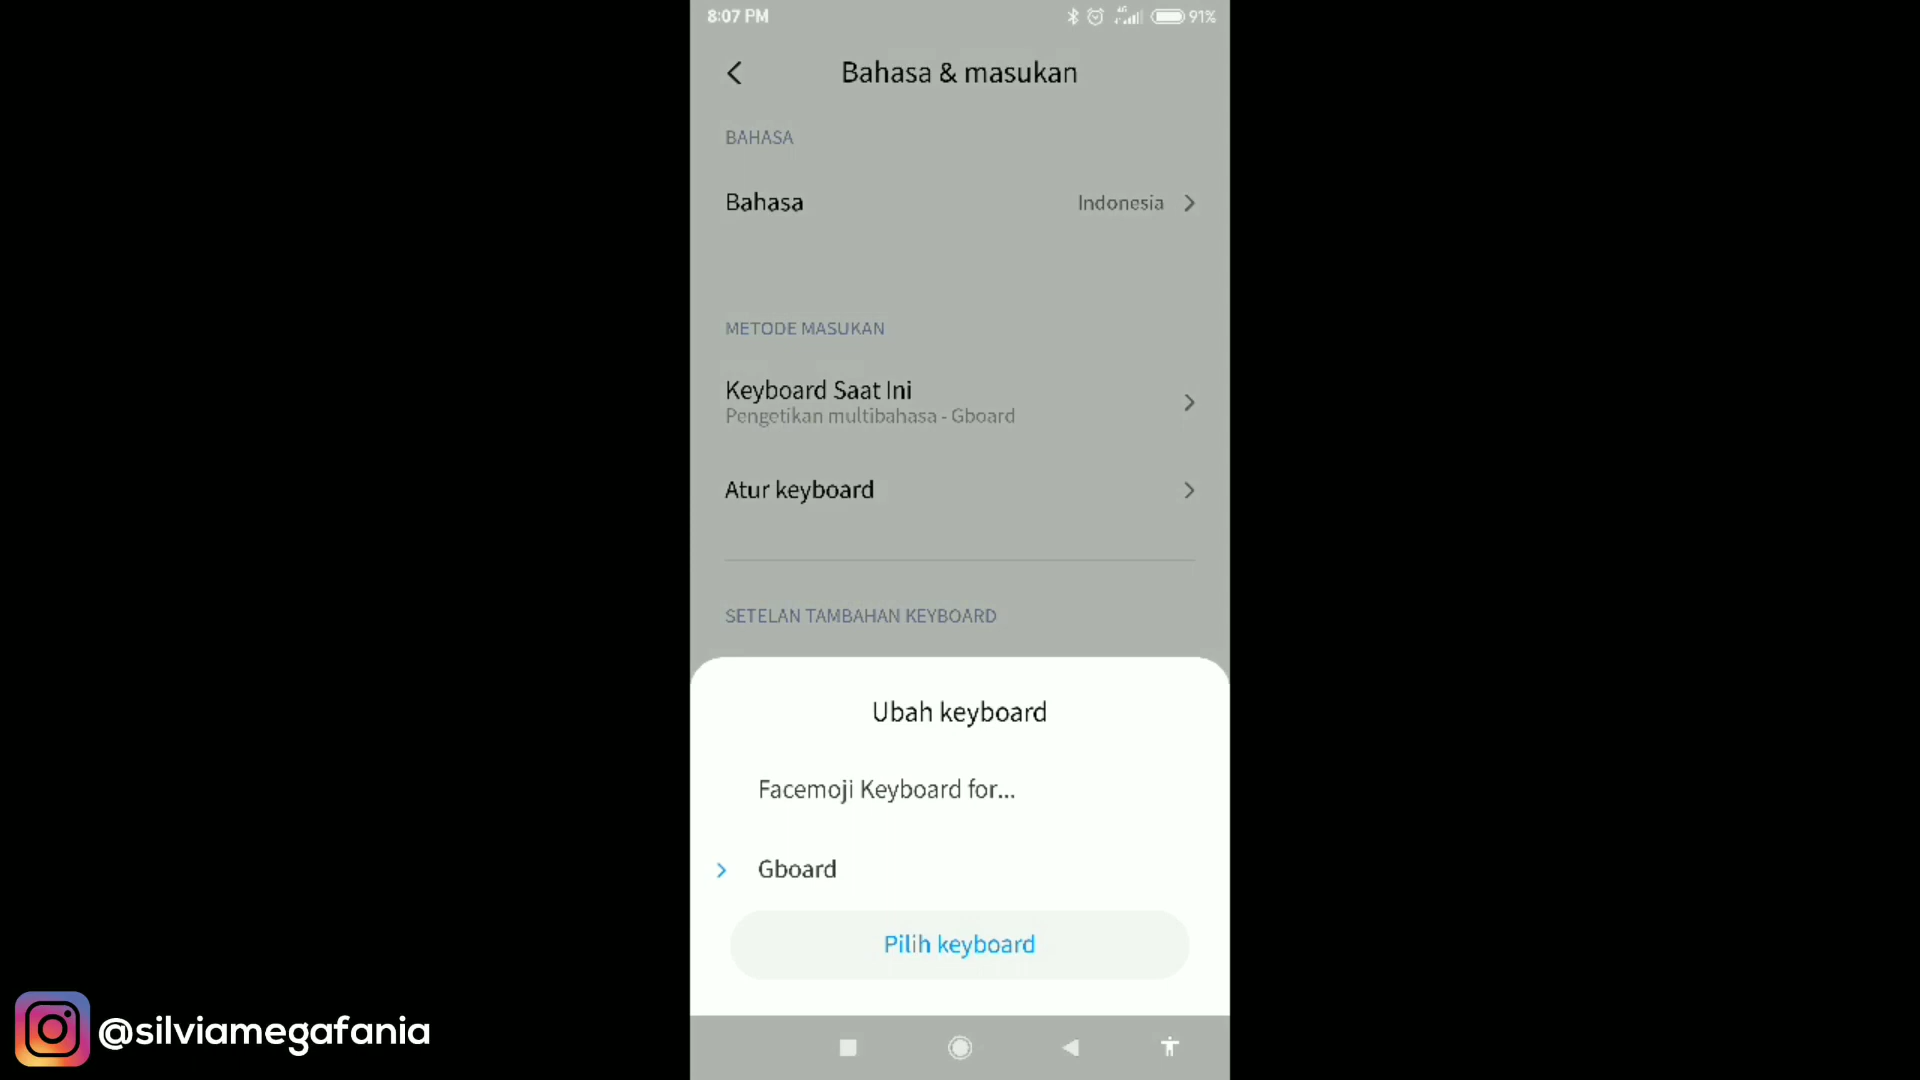 8:07 PM
4G
91%
Bahasa & masukan
BAHASA
Bahasa
Indonesia
METODE MASUKAN
Keyboard Saat Ini
Pengetikan multibahasa - Gboard
Atur keyboard
SETELAN TAMBAHAN KEYBOARD
Ubah keyboard
Facemoji Keyboard for...
Gboard
Pilih keyboard
@silviamegafania